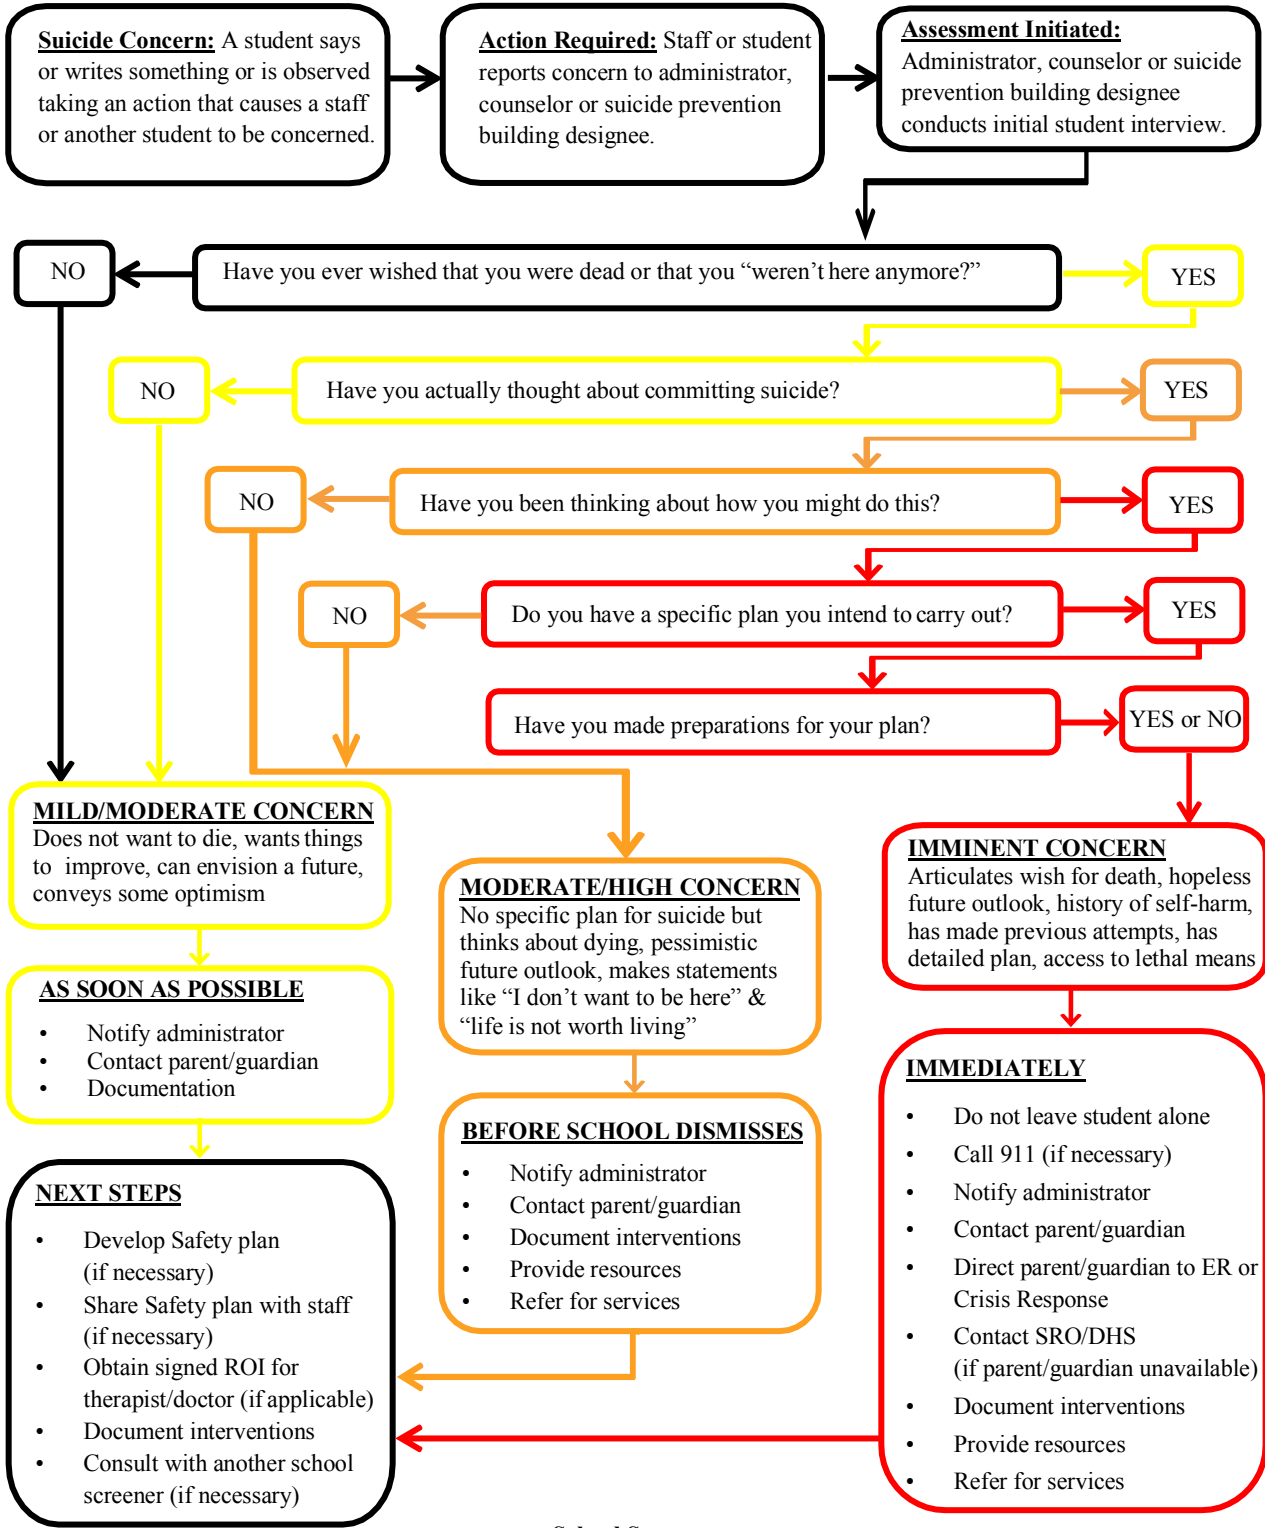 Suicide Concern: A student says
or writes something or is observed
taking an action that causes a staff
or another student to be concerned.
Action Required: Staff or student
reports concern to administrator,
counselor or suicide prevention
building designee.
Assessment Initiated:
Administrator, counselor or suicide
prevention building designee
conducts initial student interview.
NO
Have you ever wished that you were dead or that you “weren’t here anymore?”
YES
NO
Have you actually thought about committing suicide?
YES
NO
Have you been thinking about how you might do this?
YES
NO
Do you have a specific plan you intend to carry out?
YES
Have you made preparations for your plan?
YES or NO
MILD/MODERATE CONCERN
Does not want to die, wants things
to improve, can envision a future,
conveys some optimism
AS SOON AS POSSIBLE
• Notify administrator
• Contact parent/guardian
• Documentation
NEXT STEPS
• Develop Safety plan
(if necessary)
• Share Safety plan with staff
(if necessary)
• Obtain signed ROI for
therapist/doctor (if applicable)
• Document interventions
• Consult with another school
screener (if necessary)
MODERATE/HIGH CONCERN
No specific plan for suicide but
thinks about dying, pessimistic
future outlook, makes statements
like “I don’t want to be here” &
“life is not worth living”
BEFORE SCHOOL DISMISSES
• Notify administrator
• Contact parent/guardian
• Document interventions
• Provide resources
• Refer for services
IMMINENT CONCERN
Articulates wish for death, hopeless
future outlook, history of self-harm,
has made previous attempts, has
detailed plan, access to lethal means
IMMEDIATELY
• Do not leave student alone
• Call 911 (if necessary)
• Notify administrator
• Contact parent/guardian
• Direct parent/guardian to ER or
Crisis Response
• Contact SRO/DHS
(if parent/guardian unavailable)
• Document interventions
• Provide resources
• Refer for services